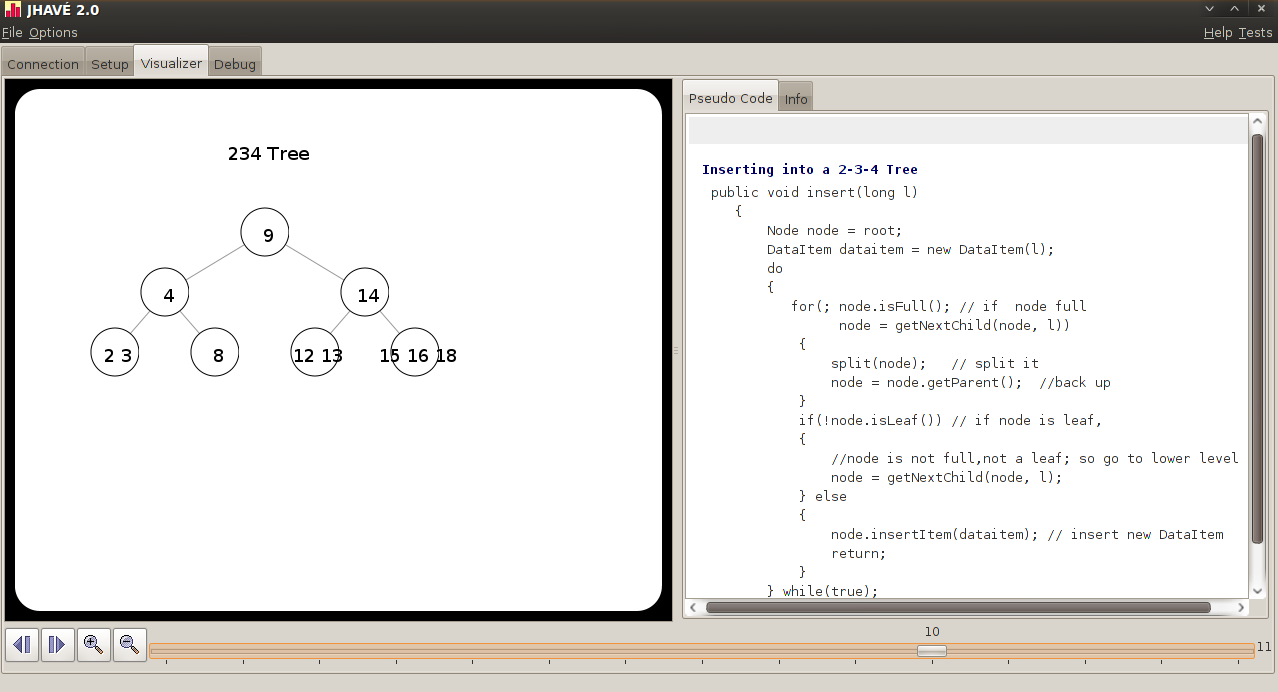 JHAVÉ 2.0
File Options Help Tests
Connection Setup Visualizer Debug
234 Tree
9
4 14
2 3 8 12 13 15 16 18
Pseudo Code Info
Inserting into a 2-3-4 Tree
public void insert(long l)
{
Node node = root;
DataItem dataitem = new DataItem(l);
do
{
for(; node.isFull(); // if  node full
node = getNextChild(node, l))
{
split(node);   // split it
node = node.getParent();  //back up
}
if(!node.isLeaf()) // if node is leaf,
{
//node is not full,not a leaf; so go to lower level
node = getNextChild(node, l);
} else
{
node.insertItem(dataitem); // insert new DataItem
return;
}
} while(true);
10
11